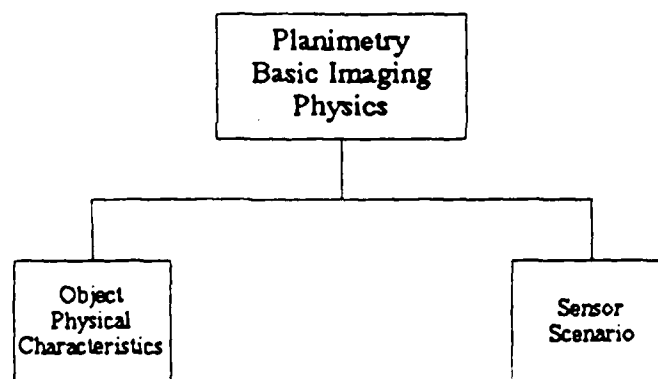 Planimetry
Basic Imaging
Physics
Object
Physical
Characteristics
Sensor
Scenario